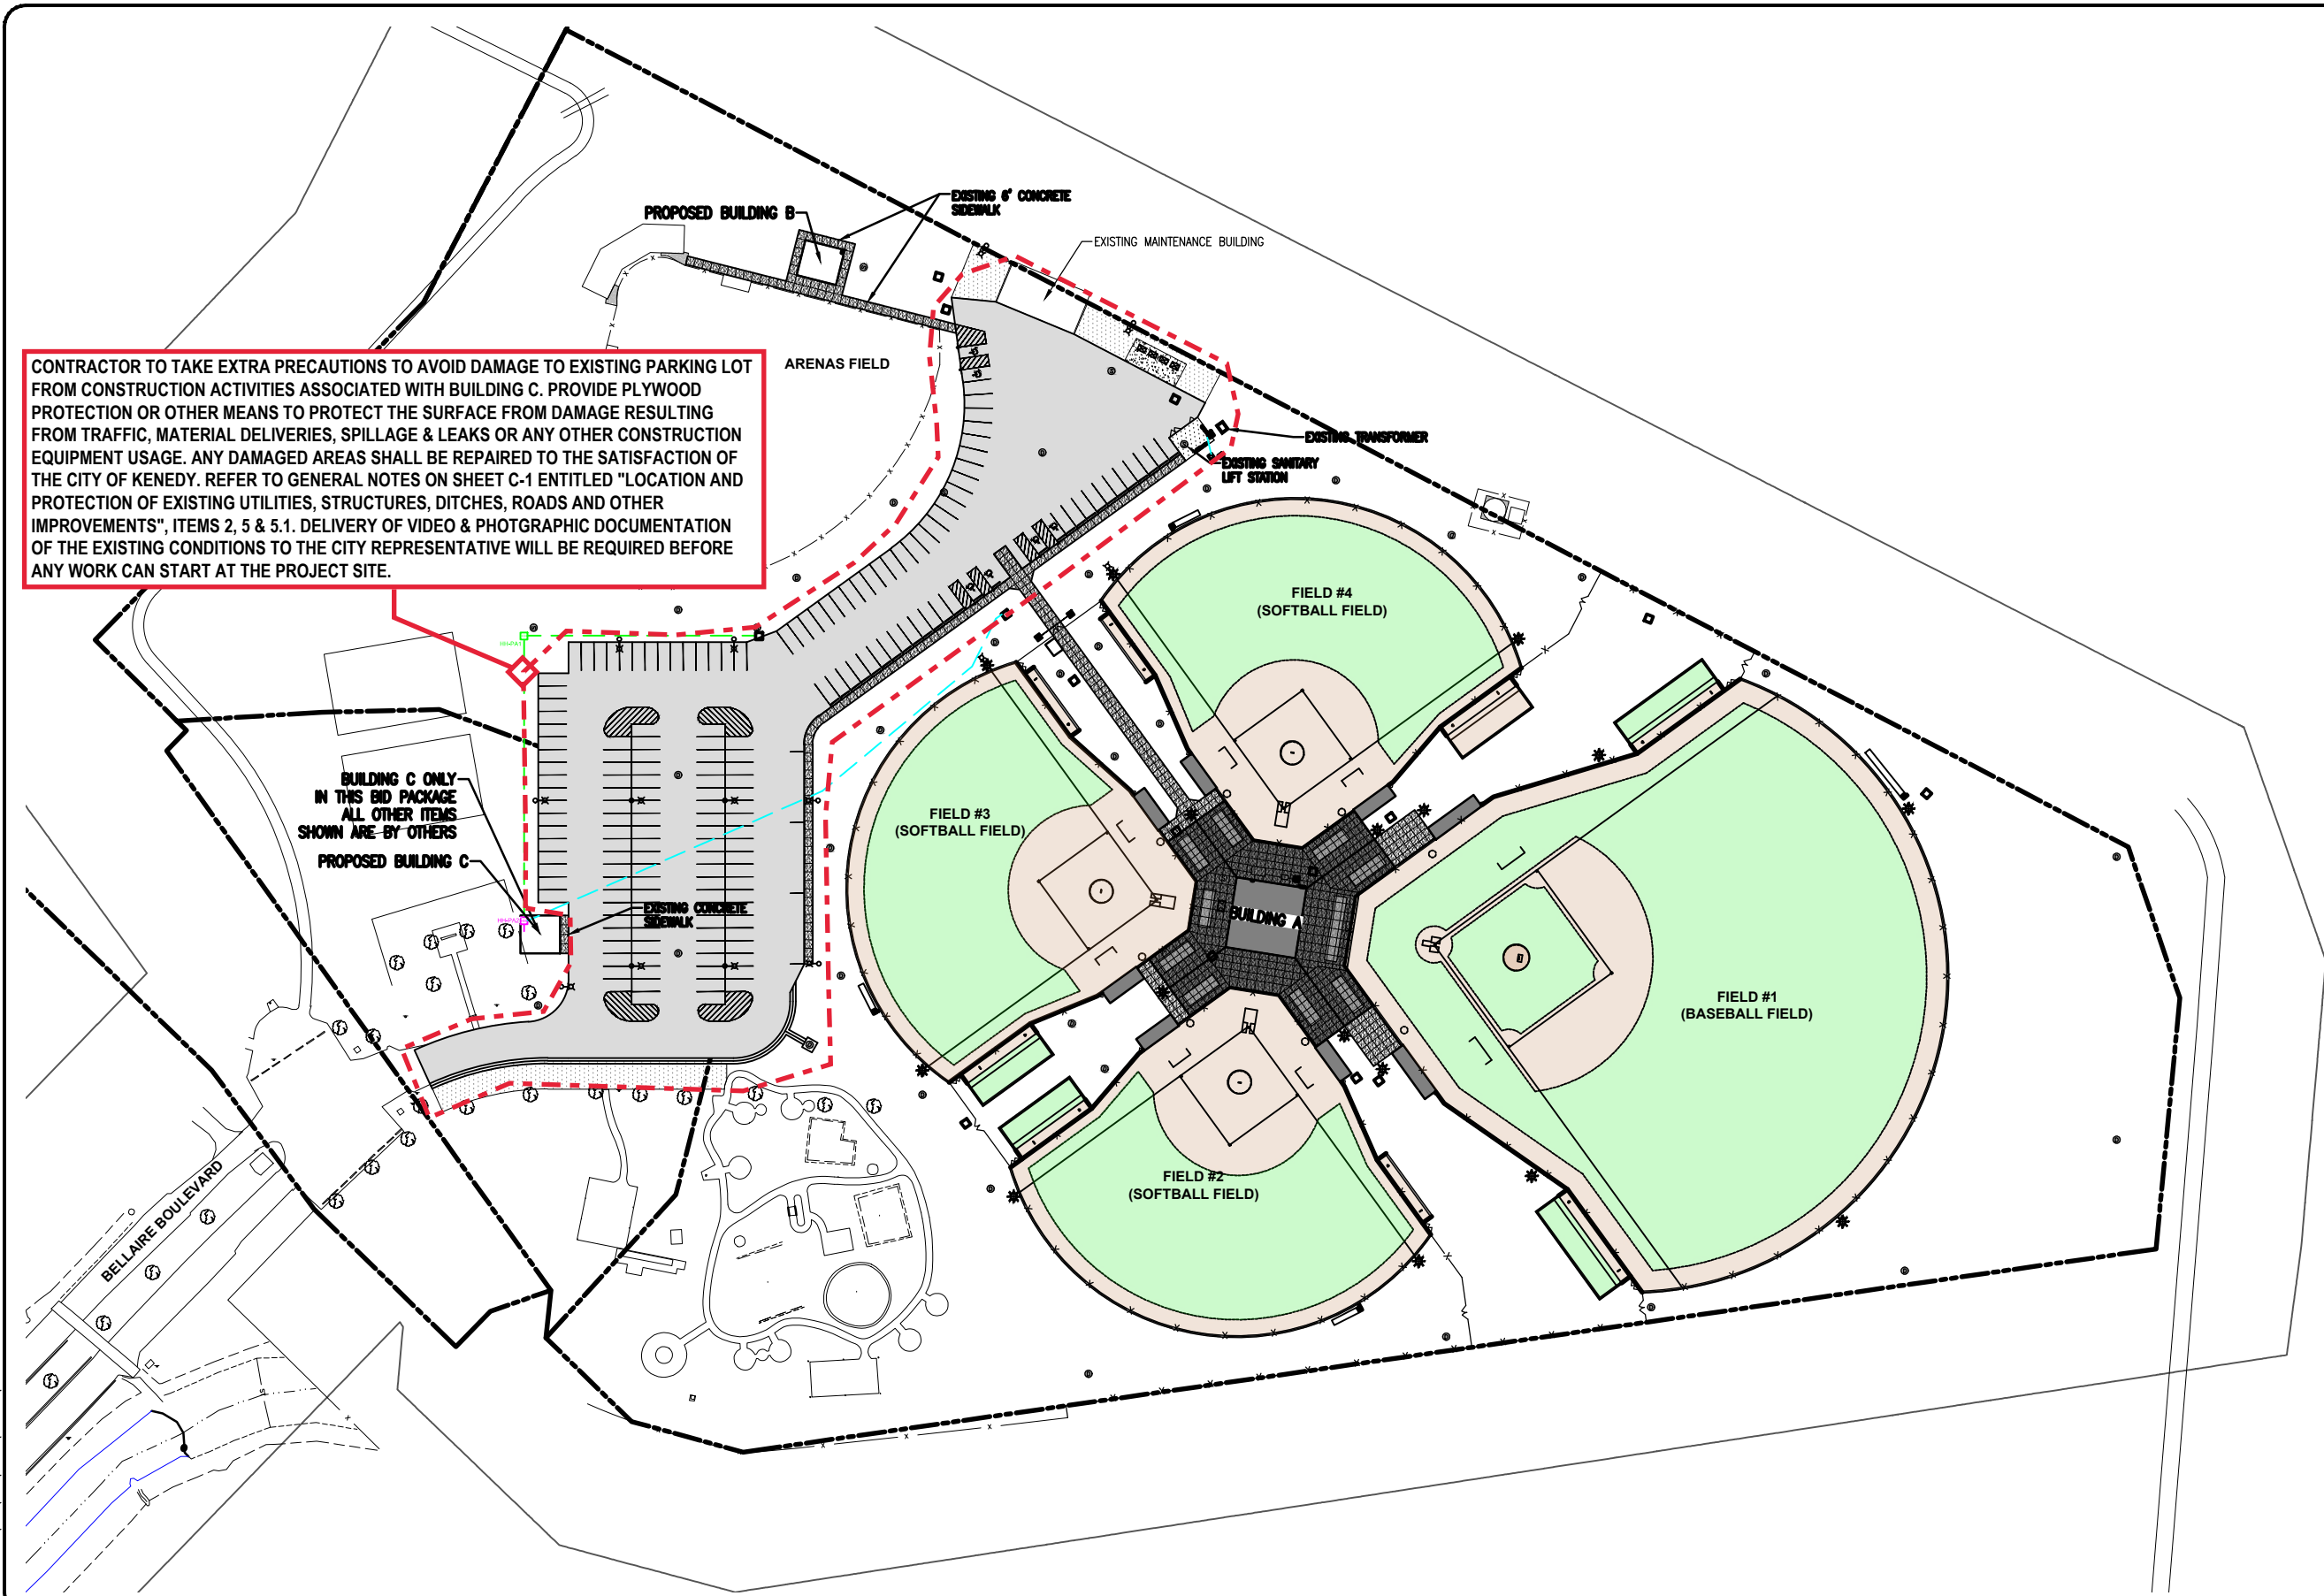 PROPOSED BUILDING B
EXISTING 6' CONCRETE
SIDEWALK
EXISTING MAINTENANCE BUILDING
CONTRACTOR TO TAKE EXTRA PRECAUTIONS TO AVOID DAMAGE TO EXISTING PARKING LOT
FROM CONSTRUCTION ACTIVITIES ASSOCIATED WITH BUILDING C. PROVIDE PLYWOOD
PROTECTION OR OTHER MEANS TO PROTECT THE SURFACE FROM DAMAGE RESULTING
FROM TRAFFIC, MATERIAL DELIVERIES, SPILLAGE & LEAKS OR ANY OTHER CONSTRUCTION
EQUIPMENT USAGE. ANY DAMAGED AREAS SHALL BE REPAIRED TO THE SATISFACTION OF
THE CITY OF KENEDY. REFER TO GENERAL NOTES ON SHEET C-1 ENTITLED "LOCATION AND
PROTECTION OF EXISTING UTILITIES, STRUCTURES, DITCHES, ROADS AND OTHER
IMPROVEMENTS", ITEMS 2, 5 & 5.1. DELIVERY OF VIDEO & PHOTGRAPHIC DOCUMENTATION
OF THE EXISTING CONDITIONS TO THE CITY REPRESENTATIVE WILL BE REQUIRED BEFORE
ANY WORK CAN START AT THE PROJECT SITE.
ARENAS FIELD
EXISTING TRANSFORMER
EXISTING SANITARY
LIFT STATION
FIELD #4
(SOFTBALL FIELD)
BUILDING C ONLY
IN THIS BID PACKAGE
ALL OTHER ITEMS
SHOWN ARE BY OTHERS
PROPOSED BUILDING C
FIELD #3
(SOFTBALL FIELD)
EXISTING CONCRETE
SIDEWALK
BUILDING A
FIELD #1
(BASEBALL FIELD)
FIELD #2
(SOFTBALL FIELD)
BELLAIRE BOULEVARD